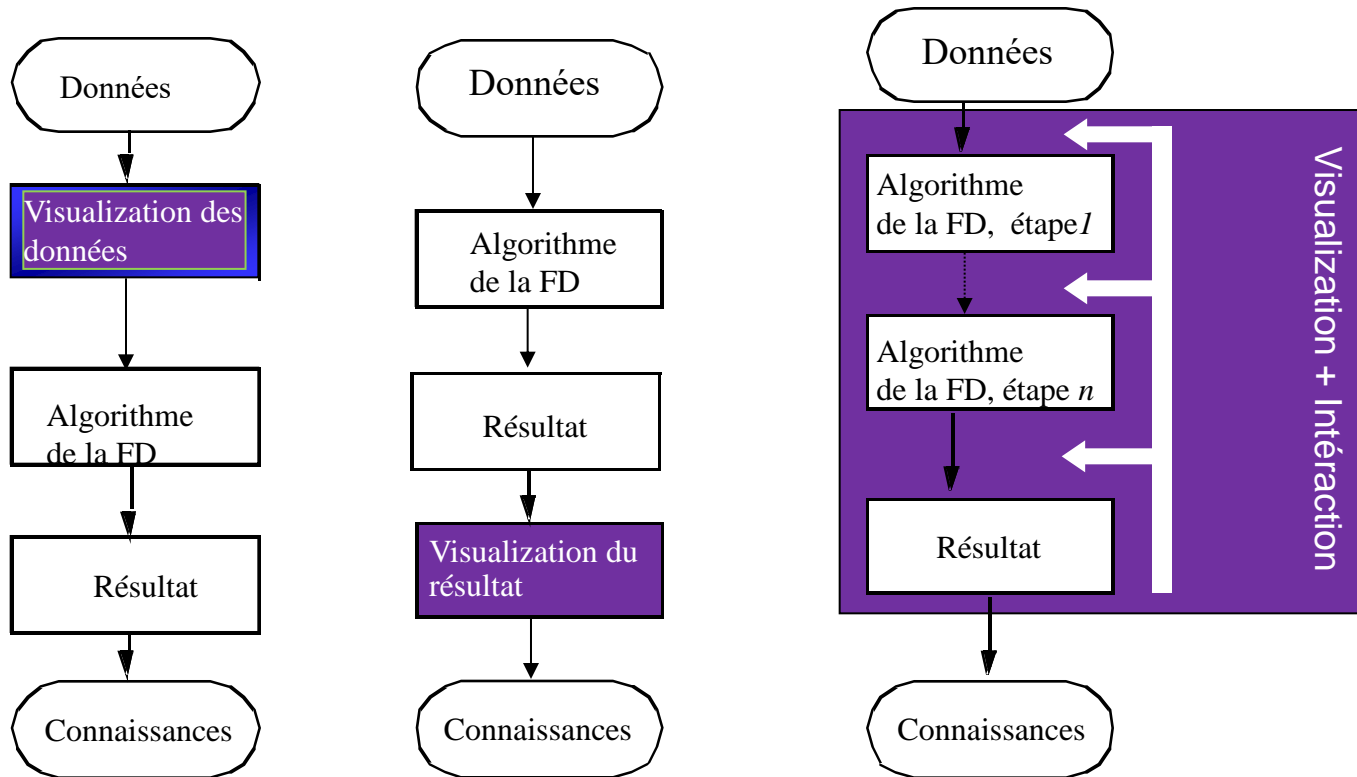 Données
Visualization des
données
Algorithme
de la FD
Résultat
Connaissances
Données
Algorithme
de la FD
Résultat
Visualization du
résultat
Connaissances
Données
Algorithme
de la FD, étape1
Algorithme
de la FD, étape n
Résultat
Visualization + Intéraction
Connaissances